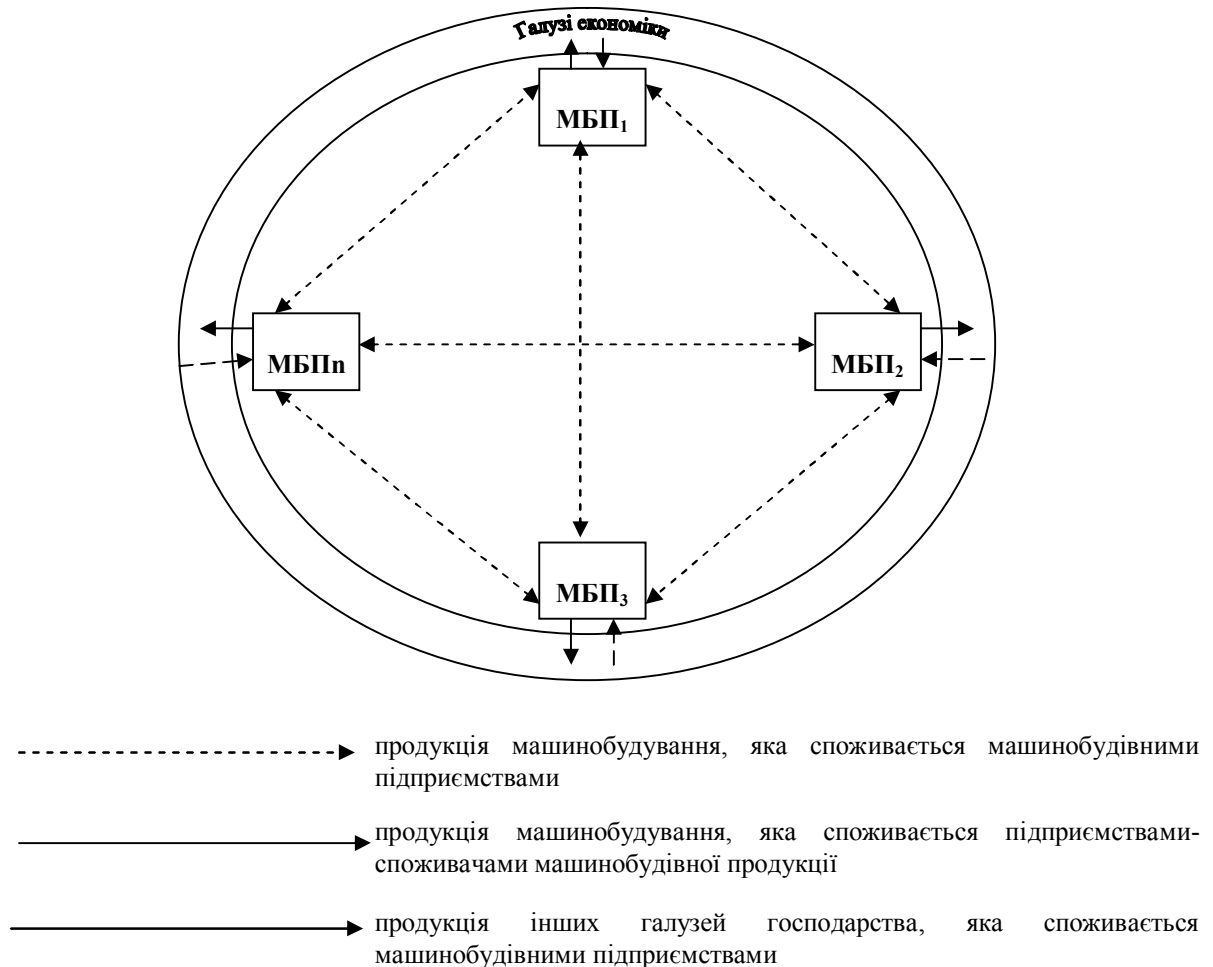 Галузі економіки
МБП₁
МБПn
МБП₂
МБП₃
продукція машинобудування, яка споживається машинобудівними
підприємствами
продукція машинобудування, яка споживається підприємствами-
споживачами машинобудівної продукції
продукція інших галузей господарства, яка споживається
машинобудівними підприємствами